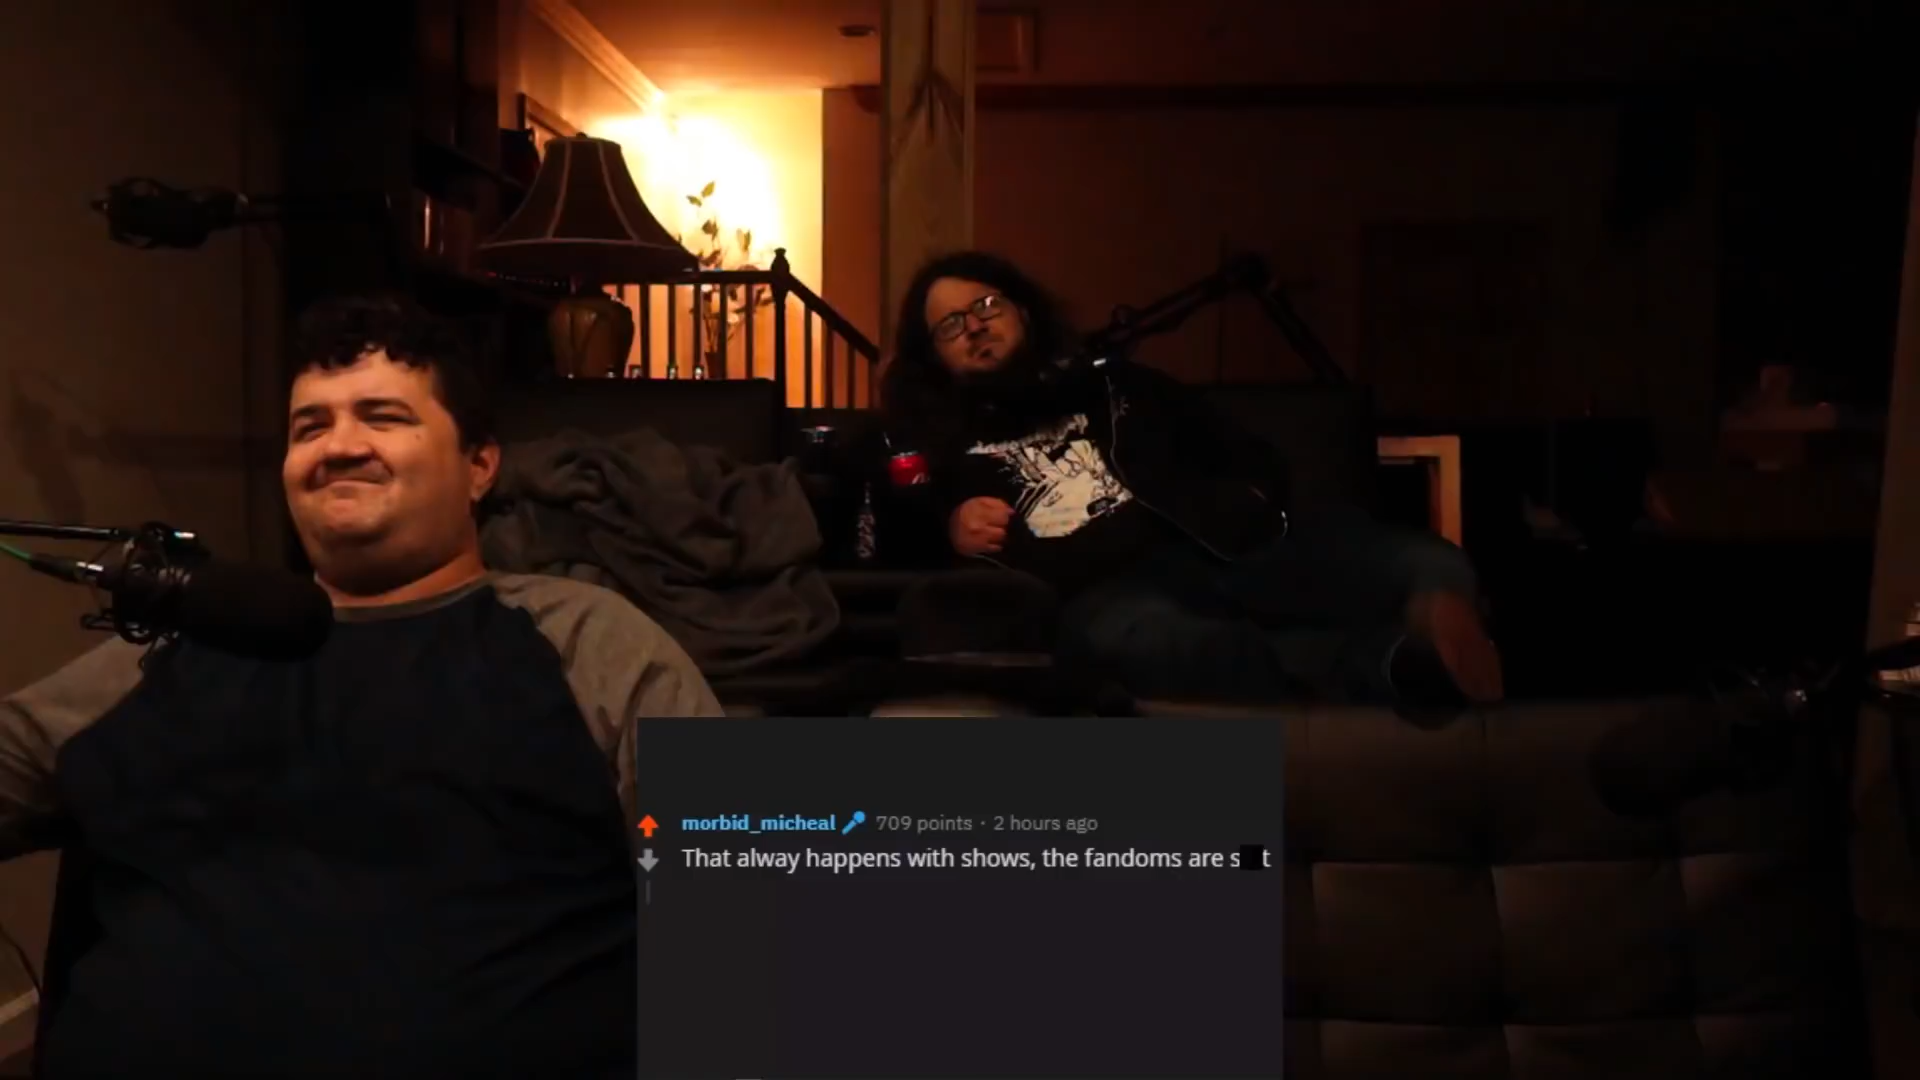 morbid_micheal 709 points · 2 hours ago
That alway happens with shows, the fandoms are s t